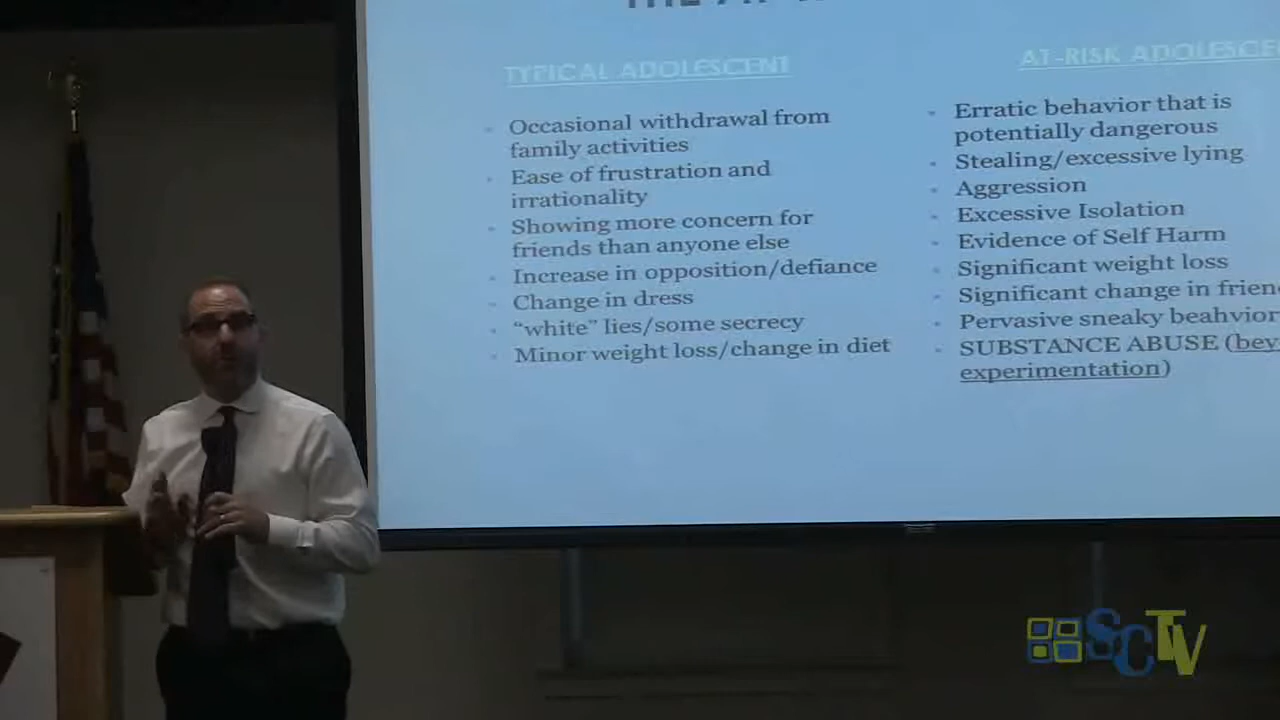 TYPICAL ADOLESCENT
Occasional withdrawal from
family activities
Ease of frustration and
irrationality
Showing more concern for
friends than anyone else
Increase in opposition/defiance
Change in dress
“white” lies/some secrecy
Minor weight loss/change in diet
AT-RISK ADOLESCE
Erratic behavior that is
potentially dangerous
Stealing/excessive lying
Aggression
Excessive Isolation
Evidence of Self Harm
Significant weight loss
Significant change in frien
Pervasive sneaky beahvior
SUBSTANCE ABUSE (bey
experimentation)
SCTV